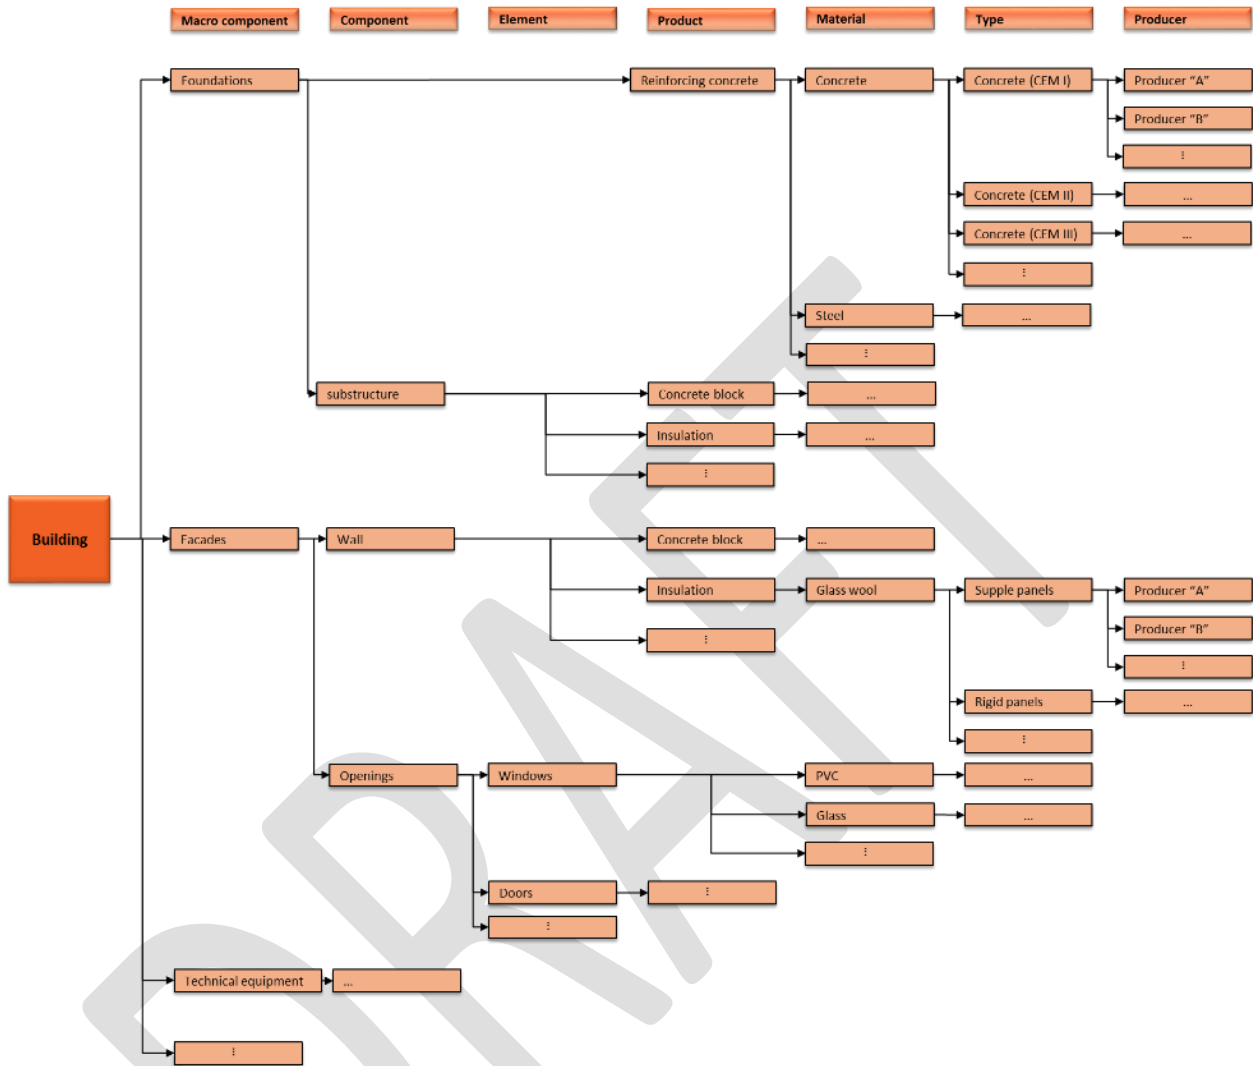 Macro component Component Element Product Material Type Producer
Foundations Reinforcing concrete Concrete Concrete (CEM I) Producer "A"
Producer "B"
⋮
Concrete (CEM II) ...
Concrete (CEM III) ...
⋮
Steel ...
⋮
substructure Concrete block ...
Insulation ...
⋮
Building Facades Wall Concrete block ...
Insulation Glass wool Supple panels Producer "A"
Producer "B"
⋮ ⋮
Rigid panels ...
⋮
Openings Windows PVC ...
Glass ...
⋮
Doors ⋮
⋮
Technical equipment ...
⋮
DRAFT